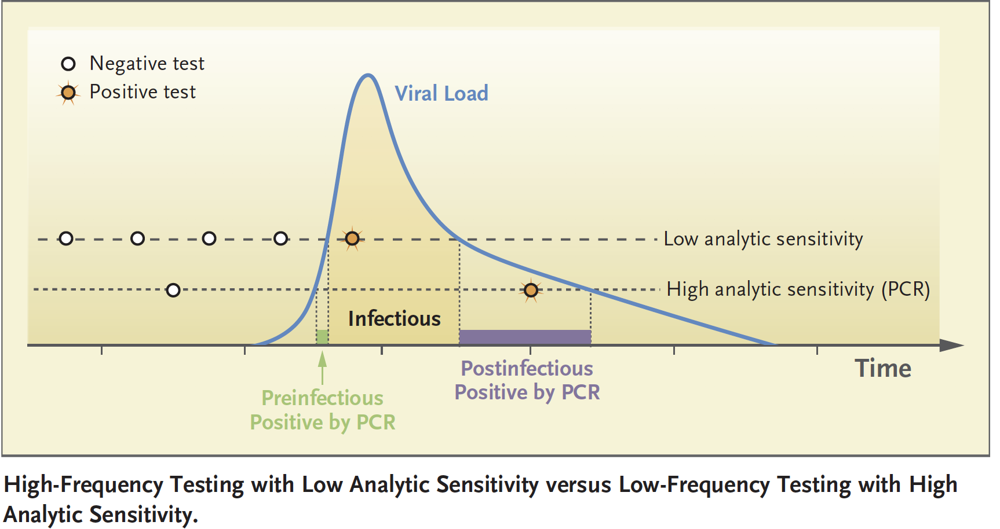 Negative test
Positive test
Viral Load
Low analytic sensitivity
High analytic sensitivity (PCR)
Infectious
Time
Postinfectious
Positive by PCR
Preinfectious
Positive by PCR
High-Frequency Testing with Low Analytic Sensitivity versus Low-Frequency Testing with High
Analytic Sensitivity.